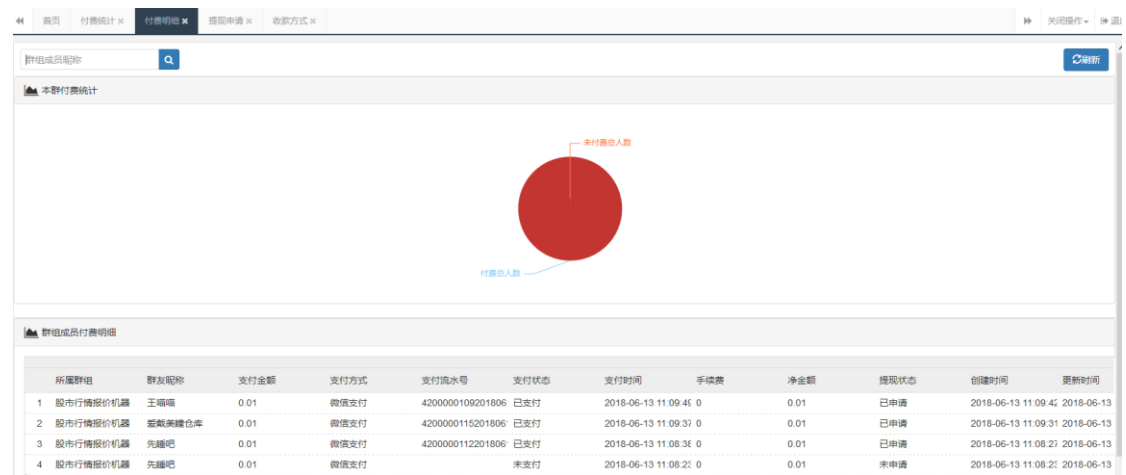 首页 付费统计 × 付费明细 × 提现申请 × 收款方式 × 关闭操作 退出
群组成员昵称 刷新
本群付费统计
未付费总人数
付费总人数
群组成员付费明细
所属群组 群友昵称 支付金额 支付方式 支付流水号 支付状态 支付时间 手续费 净金额 提现状态 创建时间 更新时间
1 股市行情报价机器 王喵喵 0.01 微信支付 4200000109201806 已支付 2018-06-13 11:09:49 0 0.01 已申请 2018-06-13 11:09:42 2018-06-13
2 股市行情报价机器 爱戴美瞳仓库 0.01 微信支付 4200000115201806 已支付 2018-06-13 11:09:37 0 0.01 已申请 2018-06-13 11:09:31 2018-06-13
3 股市行情报价机器 先睡吧 0.01 微信支付 4200000112201806 已支付 2018-06-13 11:08:38 0 0.01 已申请 2018-06-13 11:08:27 2018-06-13
4 股市行情报价机器 先睡吧 0.01 微信支付 未支付 2018-06-13 11:08:23 0 0.01 未申请 2018-06-13 11:08:23 2018-06-13